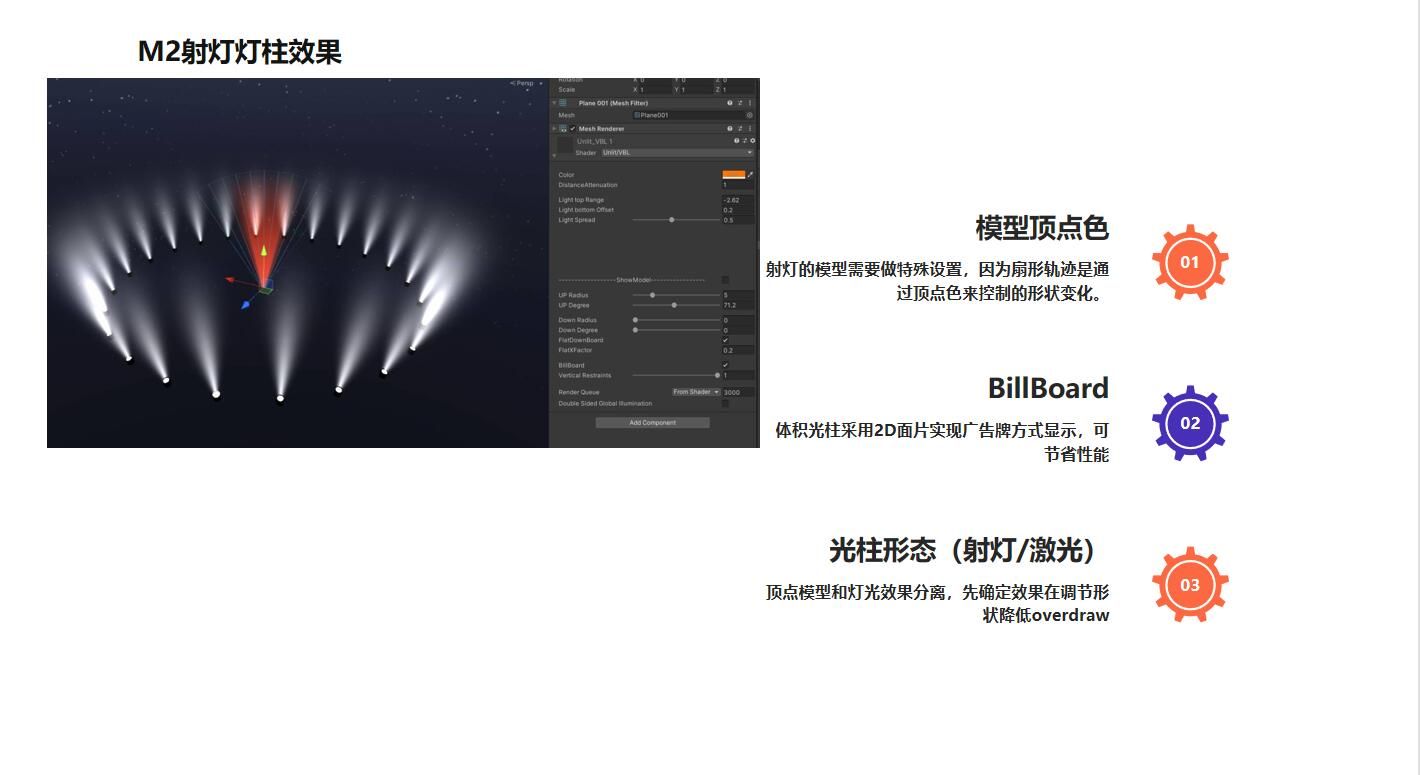 M2射灯灯柱效果
< Persp
Rotation X 0 Y 0 Z 0
Scale X 1 Y 1 Z 1
Plane 001 (Mesh Filter)
Mesh Plane001
Mesh Renderer
Unlit_VBL 1
Shader Unlit/VBL
Color
DistanceAttenuation 1
Light top Range -2.62
Light bottom Offset 0.2
Light Spread 0.5
-----------------ShowModel-----------------
UP Radius 5
UP Degree 71.2
Down Radius 0
Down Degree 0
FlatDownBoard
FlatXFactor 0.2
BillBoard
Vertical Restraints 1
Render Queue From Shader 3000
Double Sided Global Illumination
Add Component
模型顶点色
01
射灯的模型需要做特殊设置，因为扇形轨迹是通
过顶点色来控制的形状变化。
BillBoard
02
体积光柱采用2D面片实现广告牌方式显示，可
节省性能
光柱形态（射灯/激光）
03
顶点模型和灯光效果分离，先确定效果在调节形
状降低overdraw